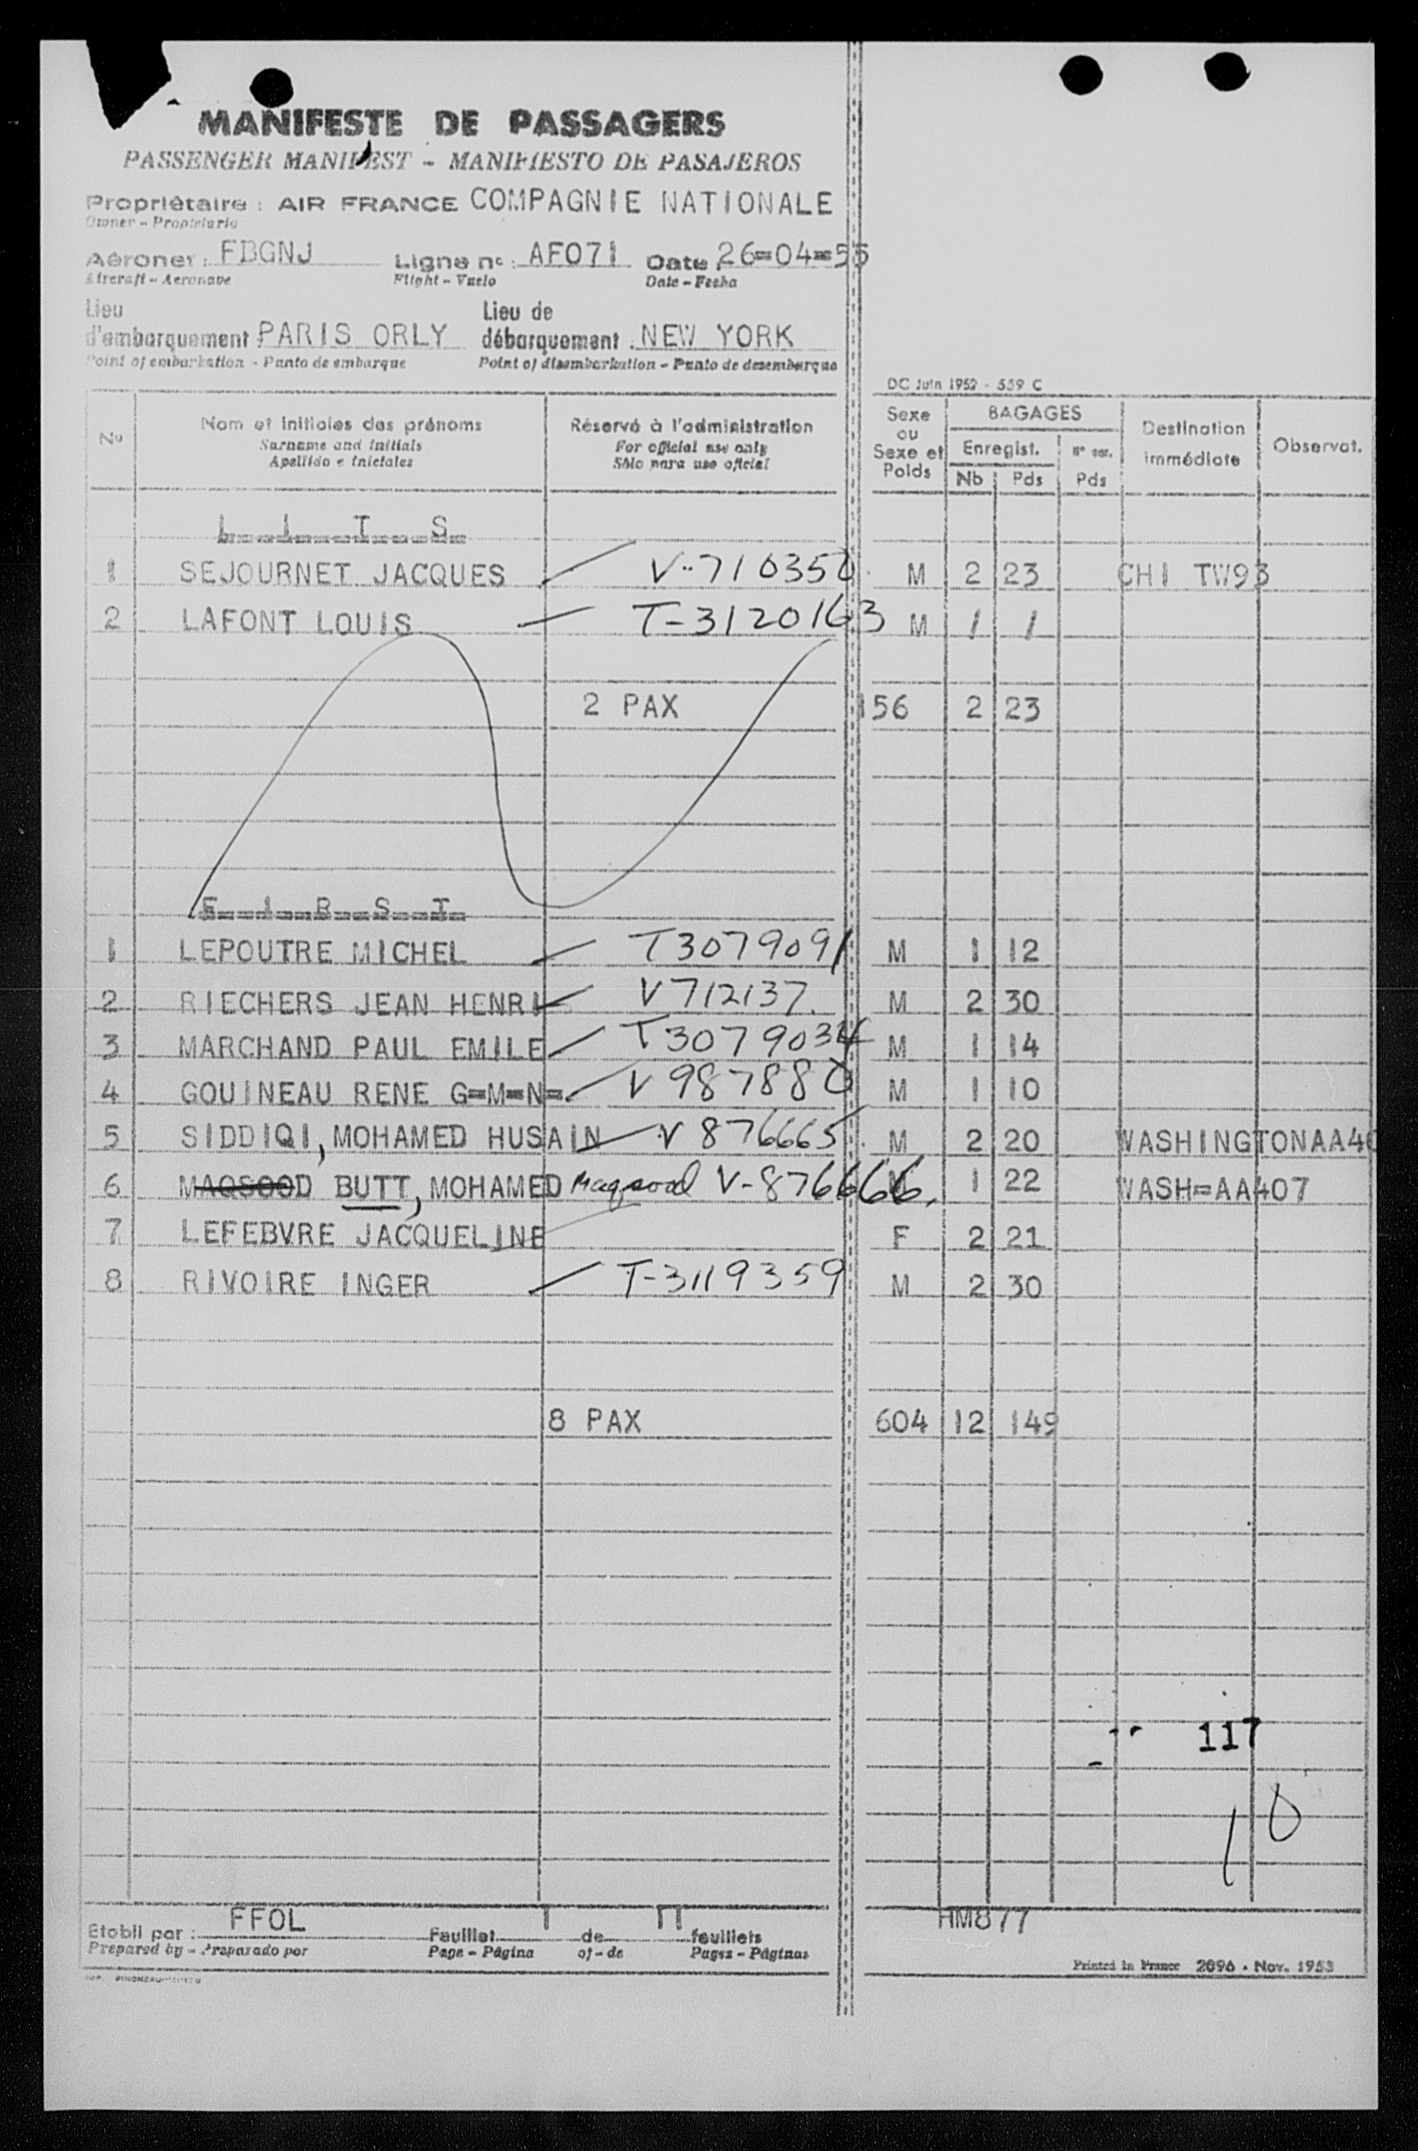 MANIFESTE DE PASSAGERS
PASSENGER MANIFEST - MANIFIESTO DE PASAJEROS
Propriétaire : AIR FRANCE COMPAGNIE NATIONALE
Owner - Propietario
Aéronef : FBGNJ Ligne nº : AF071 Date : 26=04=55
Aircraft - Aeronave Flight - Vuelo Date - Fecha
Lieu d'embarquement : PARIS ORLY Lieu de débarquement : NEW YORK
Point of embarkation - Punto de embarque Point of disembarkation - Punto de desembarque
DC Juin 1952 - 559 C
Nº Nom et initiales des prénoms Réservé à l'administration Sexe ou Sexe et Poids BAGAGES Destination immédiate Observat.
Surname and initials For official use only Enregist. Nº
Apellido e iniciales Sólo para uso oficial Nb Pds Pds
L I T S
1 SEJOURNET JACQUES V-710350 M 2 23 CHI TW93
2 LAFONT LOUIS T-3120163 M / /
2 PAX 156 2 23
F I R S T
1 LEPOUTRE MICHEL T3079091 M 1 12
2 RIECHERS JEAN HENRI V712137 M 2 30
3 MARCHAND PAUL EMILE T3079034 M 1 14
4 GOUINEAU RENE G=M=N= V987880 M 1 10
5 SIDDIQI, MOHAMED HUSAIN V 876665 M 2 20 WASHINGTONAA40
6 MAQSOOD BUTT, MOHAMED Maqsood V-876666 1 22 WASH=AA407
7 LEFEBVRE JACQUELINE F 2 21
8 RIVOIRE INGER T-3119359 M 2 30
8 PAX 604 12 149
117
10
Etabli par : FFOL Feuillet 1 de 11 feuillets HM877
Prepared by - Preparado por Page - Página of - de Pages - Páginas
Printed in France 2896 - Nov. 1953